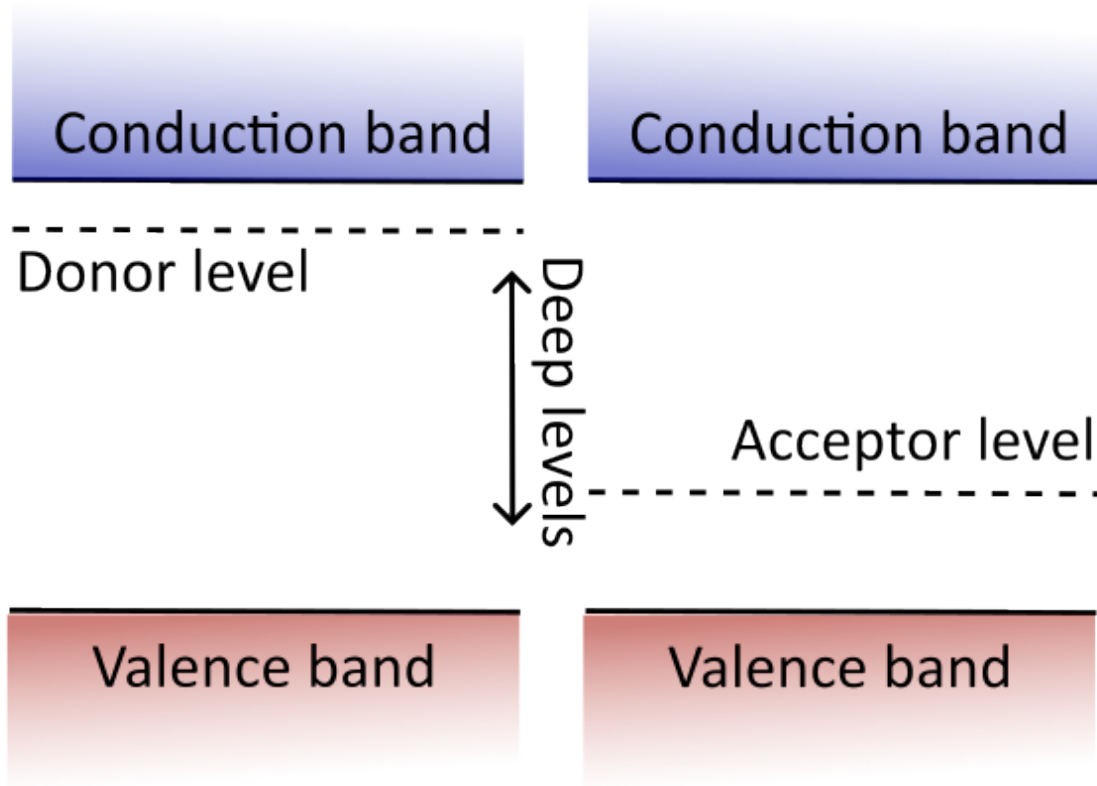 Conduction band
Conduction band
Donor level
Deep levels
Acceptor level
Valence band
Valence band